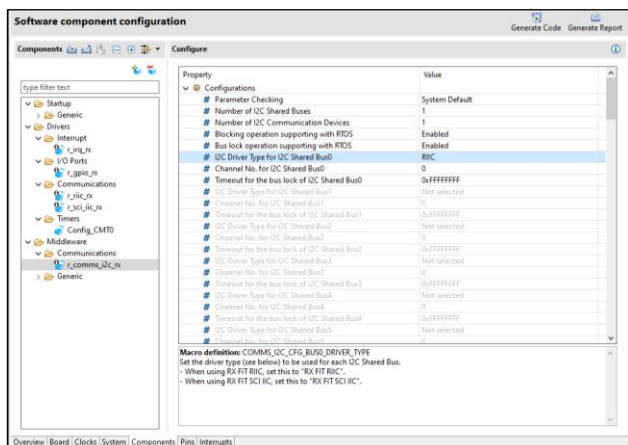 Software component configuration
Generate Code Generate Report
Components
Configure
type filter text
Startup
Generic
Drivers
Interrupt
r_irq_rx
I/O Ports
r_gpio_rx
Communications
r_riic_rx
r_sci_iic_rx
Timers
Config_CMT0
Middleware
Communications
r_comms_i2c_rx
Generic
Property Value
Configurations
# Parameter Checking System Default
# Number of I2C Shared Buses 1
# Number of I2C Communication Devices 1
# Blocking operation supporting with RTOS Enabled
# Bus lock operation supporting with RTOS Enabled
# I2C Driver Type for I2C Shared Bus0 RIIC
# Channel No. for I2C Shared Bus0 0
# Timeout for the bus lock of I2C Shared Bus0 0xFFFFFFFF
# I2C Driver Type for I2C Shared Bus1 Not selected
# Channel No. for I2C Shared Bus1 0
# Timeout for the bus lock of I2C Shared Bus1 0xFFFFFFFF
# I2C Driver Type for I2C Shared Bus2 Not selected
# Channel No. for I2C Shared Bus2 0
# Timeout for the bus lock of I2C Shared Bus2 0xFFFFFFFF
# I2C Driver Type for I2C Shared Bus3 Not selected
# Channel No. for I2C Shared Bus3 0
# Timeout for the bus lock of I2C Shared Bus3 0xFFFFFFFF
# I2C Driver Type for I2C Shared Bus4 Not selected
# Channel No. for I2C Shared Bus4 0
# Timeout for the bus lock of I2C Shared Bus4 0xFFFFFFFF
# I2C Driver Type for I2C Shared Bus5 Not selected
# Channel No. for I2C Shared Bus5 0
Macro definition: COMMS_I2C_CFG_BUS0_DRIVER_TYPE
Set the driver type (see below) to be used for each I2C Shared Bus.
- When using RX FIT RIIC, set this to "RX FIT RIIC".
- When using RX FIT SCI IIC, set this to "RX FIT SCI IIC".
Overview Board Clocks System Components Pins Interrupts